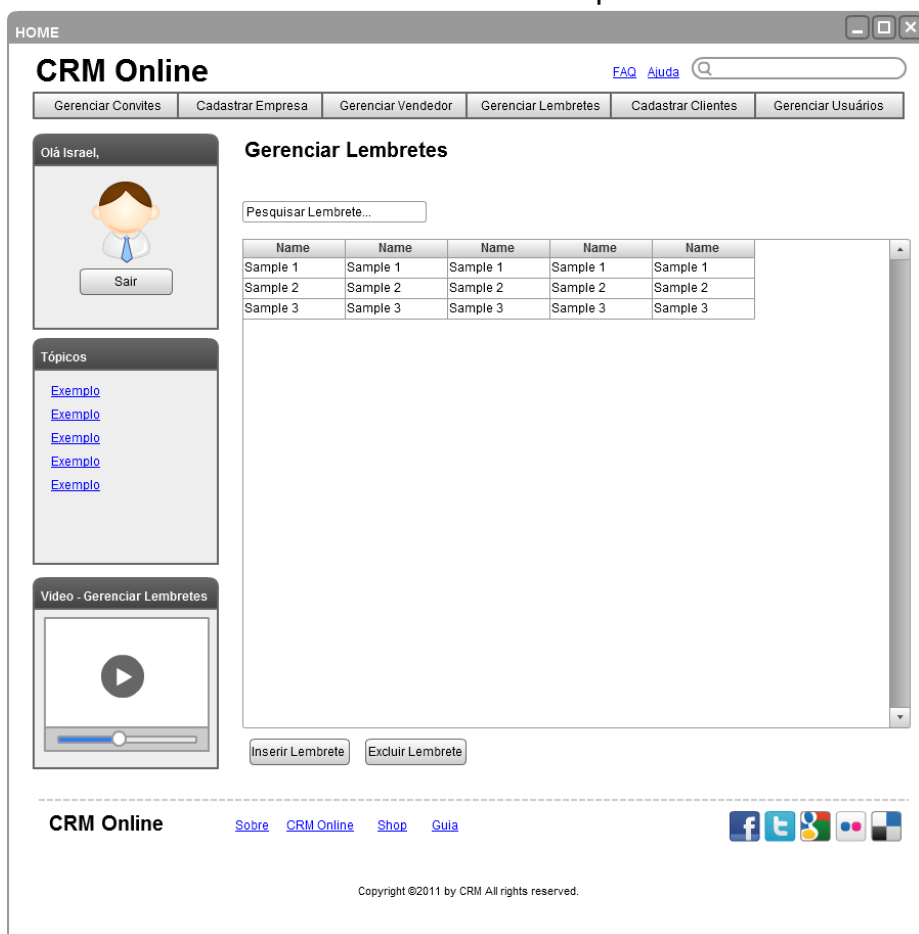 HOME
CRM Online
FAQ Ajuda
Gerenciar Convites Cadastrar Empresa Gerenciar Vendedor Gerenciar Lembretes Cadastrar Clientes Gerenciar Usuários
Olá Israel,
Sair
Tópicos
Exemplo
Exemplo
Exemplo
Exemplo
Exemplo
Video - Gerenciar Lembretes
Gerenciar Lembretes
Pesquisar Lembrete...
Name Name Name Name Name
Sample 1 Sample 1 Sample 1 Sample 1 Sample 1
Sample 2 Sample 2 Sample 2 Sample 2 Sample 2
Sample 3 Sample 3 Sample 3 Sample 3 Sample 3
Inserir Lembrete Excluir Lembrete
CRM Online
Sobre CRM Online Shop Guia
Copyright ©2011 by CRM All rights reserved.